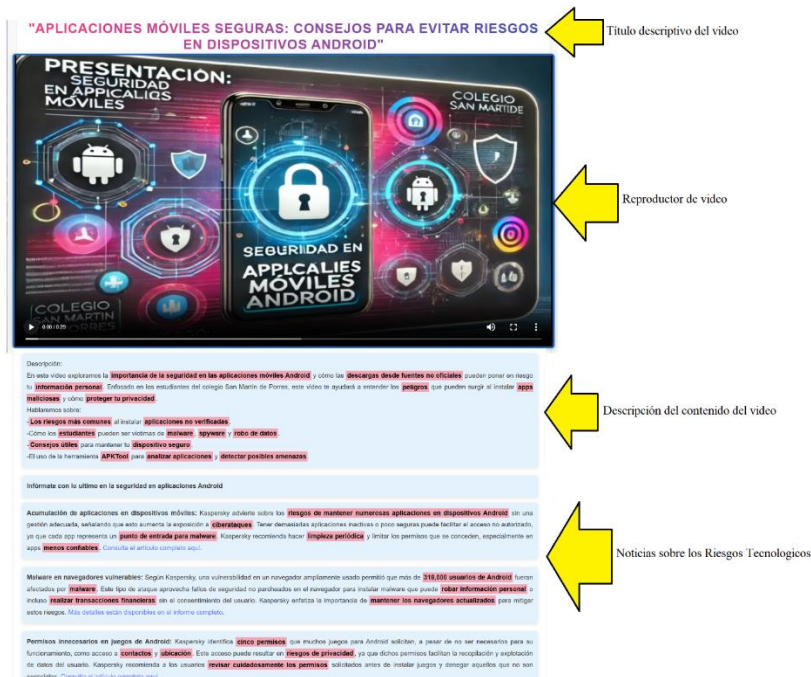 "APLICACIONES MÓVILES SEGURAS: CONSEJOS PARA EVITAR RIESGOS
EN DISPOSITIVOS ANDROID"
Título descriptivo del video
PRESENTACIÓN:
SEGURIDAD
EN APPICALIĘS
MÓVILES
COLEGIO
SAN MARTIDE
Reproductor de video
SEGURIDAD EN
APPLCALIES
MÓVILES
ANDROID
COLEGIO
SAN MARTIN
0:00 / 0:29
Descripción:
En este video exploramos la importancia de la seguridad en las aplicaciones móviles Android y cómo las descargas desde fuentes no oficiales pueden poner en riesgo
tu información personal. Enfocado en los estudiantes del colegio San Martín de Porres, este video te ayudará a entender los peligros que pueden surgir al instalar apps
maliciosas y cómo proteger tu privacidad.
Hablaremos sobre:
-Los riesgos más comunes al instalar aplicaciones no verificadas.
-Cómo los estudiantes pueden ser víctimas de malware, spyware y robo de datos.
-Consejos útiles para mantener tu dispositivo seguro.
-El uso de la herramienta APKTool para analizar aplicaciones y detectar posibles amenazas.
Descripción del contenido del video
Infórmate con lo ultimo en la seguridad en aplicaciones Android
Acumulación de aplicaciones en dispositivos móviles: Kaspersky advierte sobre los riesgos de mantener numerosas aplicaciones en dispositivos Android sin una
gestión adecuada, señalando que esto aumenta la exposición a ciberataques. Tener demasiadas aplicaciones inactivas o poco seguras puede facilitar el acceso no autorizado,
ya que cada app representa un punto de entrada para malware. Kaspersky recomienda hacer limpieza periódica y limitar los permisos que se conceden, especialmente en
apps menos confiables. Consulta el artículo completo aquí.
Noticias sobre los Riesgos Tecnologicos
Malware en navegadores vulnerables: Según Kaspersky, una vulnerabilidad en un navegador ampliamente usado permitió que más de 318,000 usuarios de Android fueran
afectados por malware. Este tipo de ataque aprovecha fallos de seguridad no parcheados en el navegador para instalar malware que puede robar información personal o
incluso realizar transacciones financieras sin el consentimiento del usuario. Kaspersky enfatiza la importancia de mantener los navegadores actualizados para mitigar
estos riesgos. Más detalles están disponibles en el informe completo.
Permisos innecesarios en juegos de Android: Kaspersky identifica cinco permisos que muchos juegos para Android solicitan, a pesar de no ser necesarios para su
funcionamiento, como acceso a contactos y ubicación. Este acceso puede resultar en riesgos de privacidad, ya que dichos permisos facilitan la recopilación y explotación
de datos del usuario. Kaspersky recomienda a los usuarios revisar cuidadosamente los permisos solicitados antes de instalar juegos y denegar aquellos que no son
esenciales. Consulta el artículo completo aquí.